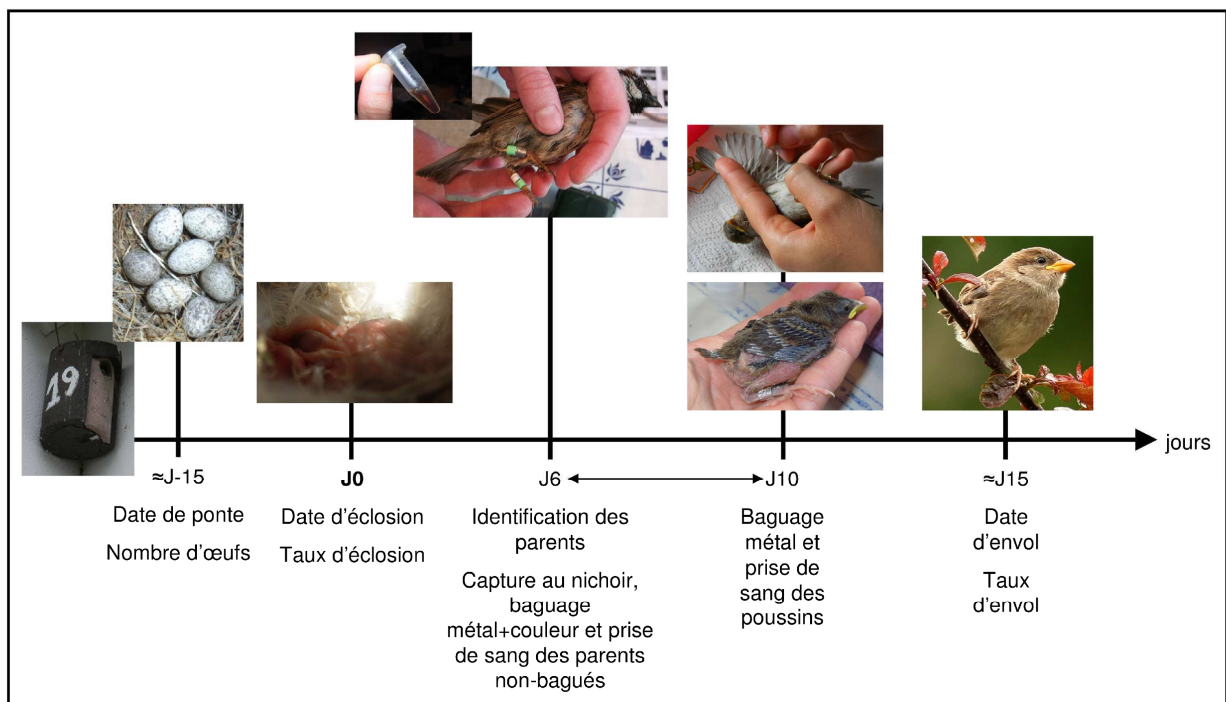 19
jours
≈J-15
Date de ponte
Nombre d'œufs
J0
Date d'éclosion
Taux d'éclosion
J6
Identification des
parents
Capture au nichoir,
baguage
métal+couleur et prise
de sang des parents
non-bagués
J10
Baguage
métal et
prise de
sang des
poussins
≈J15
Date
d'envol
Taux
d'envol